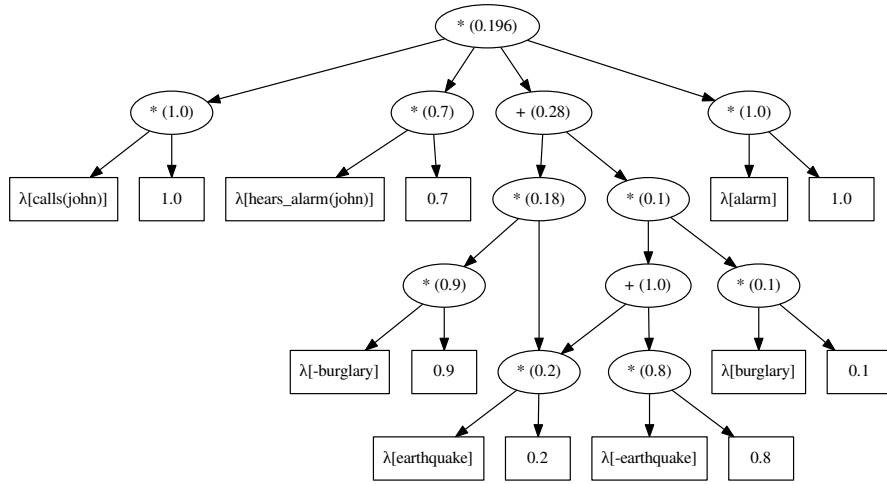 * (0.196)
* (1.0)
* (0.7)
+ (0.28)
* (1.0)
λ[calls(john)]
1.0
λ[hears_alarm(john)]
0.7
* (0.18)
* (0.1)
λ[alarm]
1.0
* (0.9)
+ (1.0)
* (0.1)
λ[-burglary]
0.9
* (0.2)
* (0.8)
λ[burglary]
0.1
λ[earthquake]
0.2
λ[-earthquake]
0.8